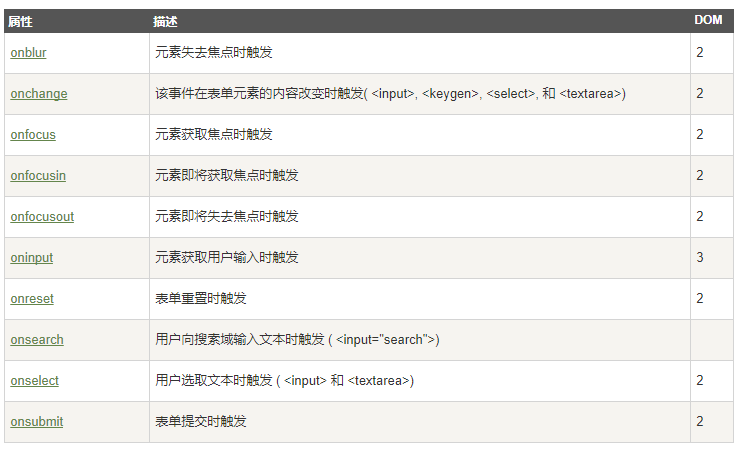 属性 描述 DOM
onblur 元素失去焦点时触发 2
onchange 该事件在表单元素的内容改变时触发( <input>, <keygen>, <select>, 和 <textarea>) 2
onfocus 元素获取焦点时触发 2
onfocusin 元素即将获取焦点时触发 2
onfocusout 元素即将失去焦点时触发 2
oninput 元素获取用户输入时触发 3
onreset 表单重置时触发 2
onsearch 用户向搜索域输入文本时触发 ( <input="search">)
onselect 用户选取文本时触发 ( <input> 和 <textarea>) 2
onsubmit 表单提交时触发 2